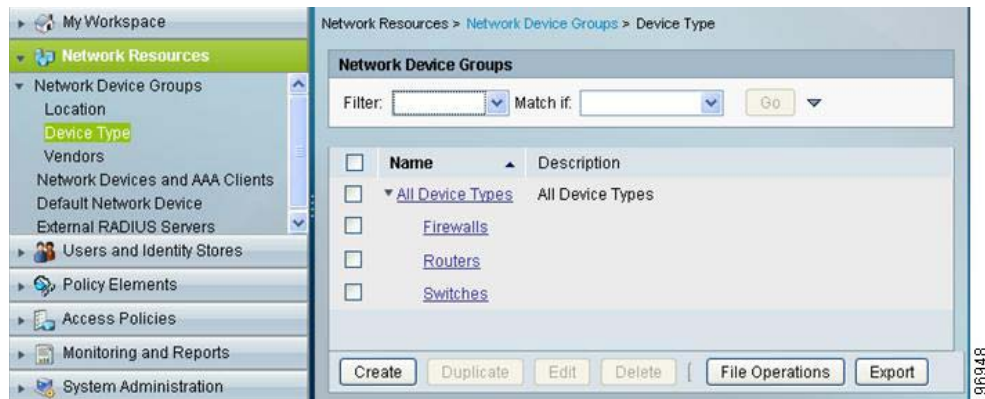 My Workspace
Network Resources
Network Device Groups
Location
Device Type
Vendors
Network Devices and AAA Clients
Default Network Device
External RADIUS Servers
Users and Identity Stores
Policy Elements
Access Policies
Monitoring and Reports
System Administration
Network Resources > Network Device Groups > Device Type
Network Device Groups
Filter: Match if: Go
Name Description
All Device Types All Device Types
Firewalls
Routers
Switches
Create Duplicate Edit Delete | File Operations Export
96948